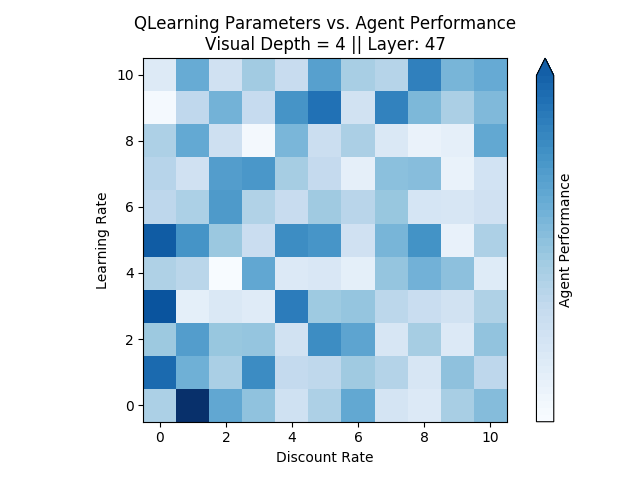 QLearning Parameters vs. Agent Performance
Visual Depth = 4 || Layer: 47
10
8
6
4
2
0
Learning Rate
0 2 4 6 8 10
Discount Rate
Agent Performance